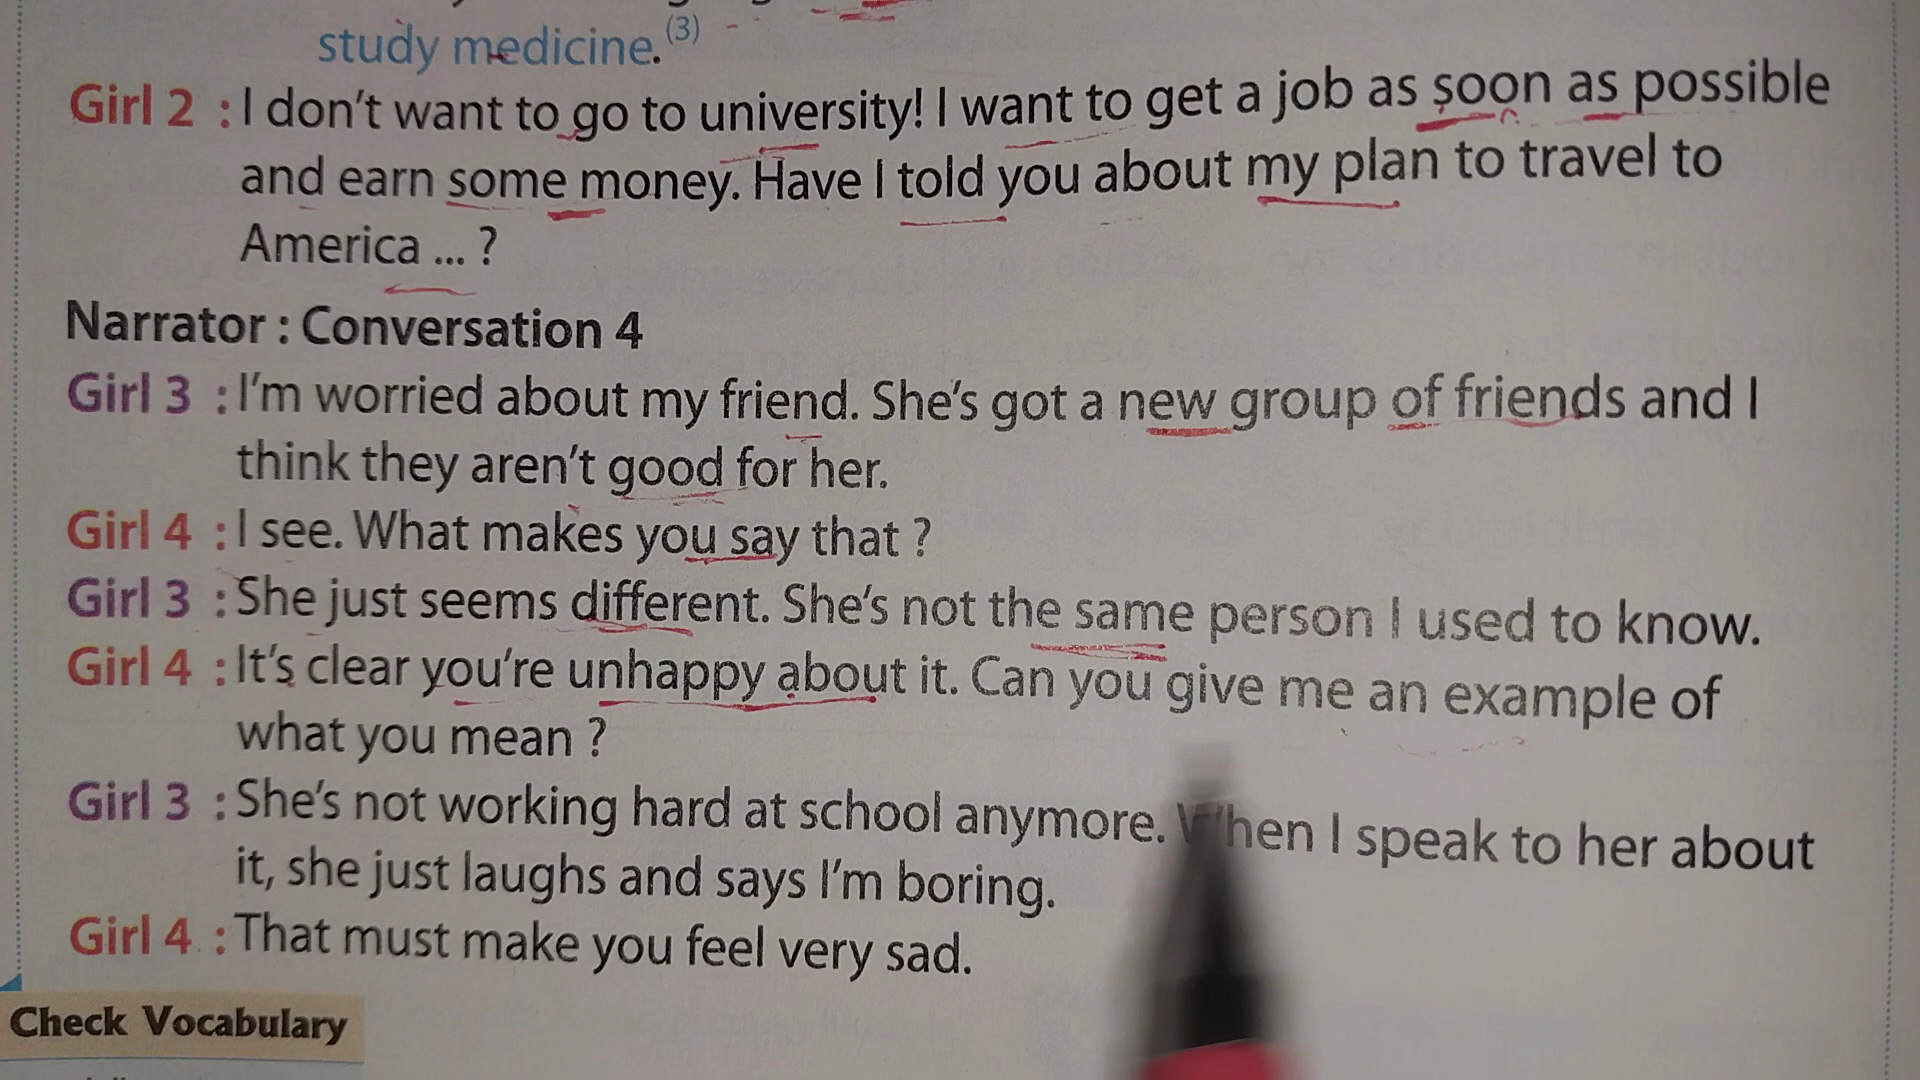 study medicine.(3)
Girl 2 : I don't want to go to university! I want to get a job as soon as possible
and earn some money. Have I told you about my plan to travel to
America ... ?
Narrator : Conversation 4
Girl 3 : I'm worried about my friend. She's got a new group of friends and I
think they aren't good for her.
Girl 4 : I see. What makes you say that ?
Girl 3 : She just seems different. She's not the same person I used to know.
Girl 4 : It's clear you're unhappy about it. Can you give me an example of
what you mean ?
Girl 3 : She's not working hard at school anymore. When I speak to her about
it, she just laughs and says I'm boring.
Girl 4 : That must make you feel very sad.
Check Vocabulary